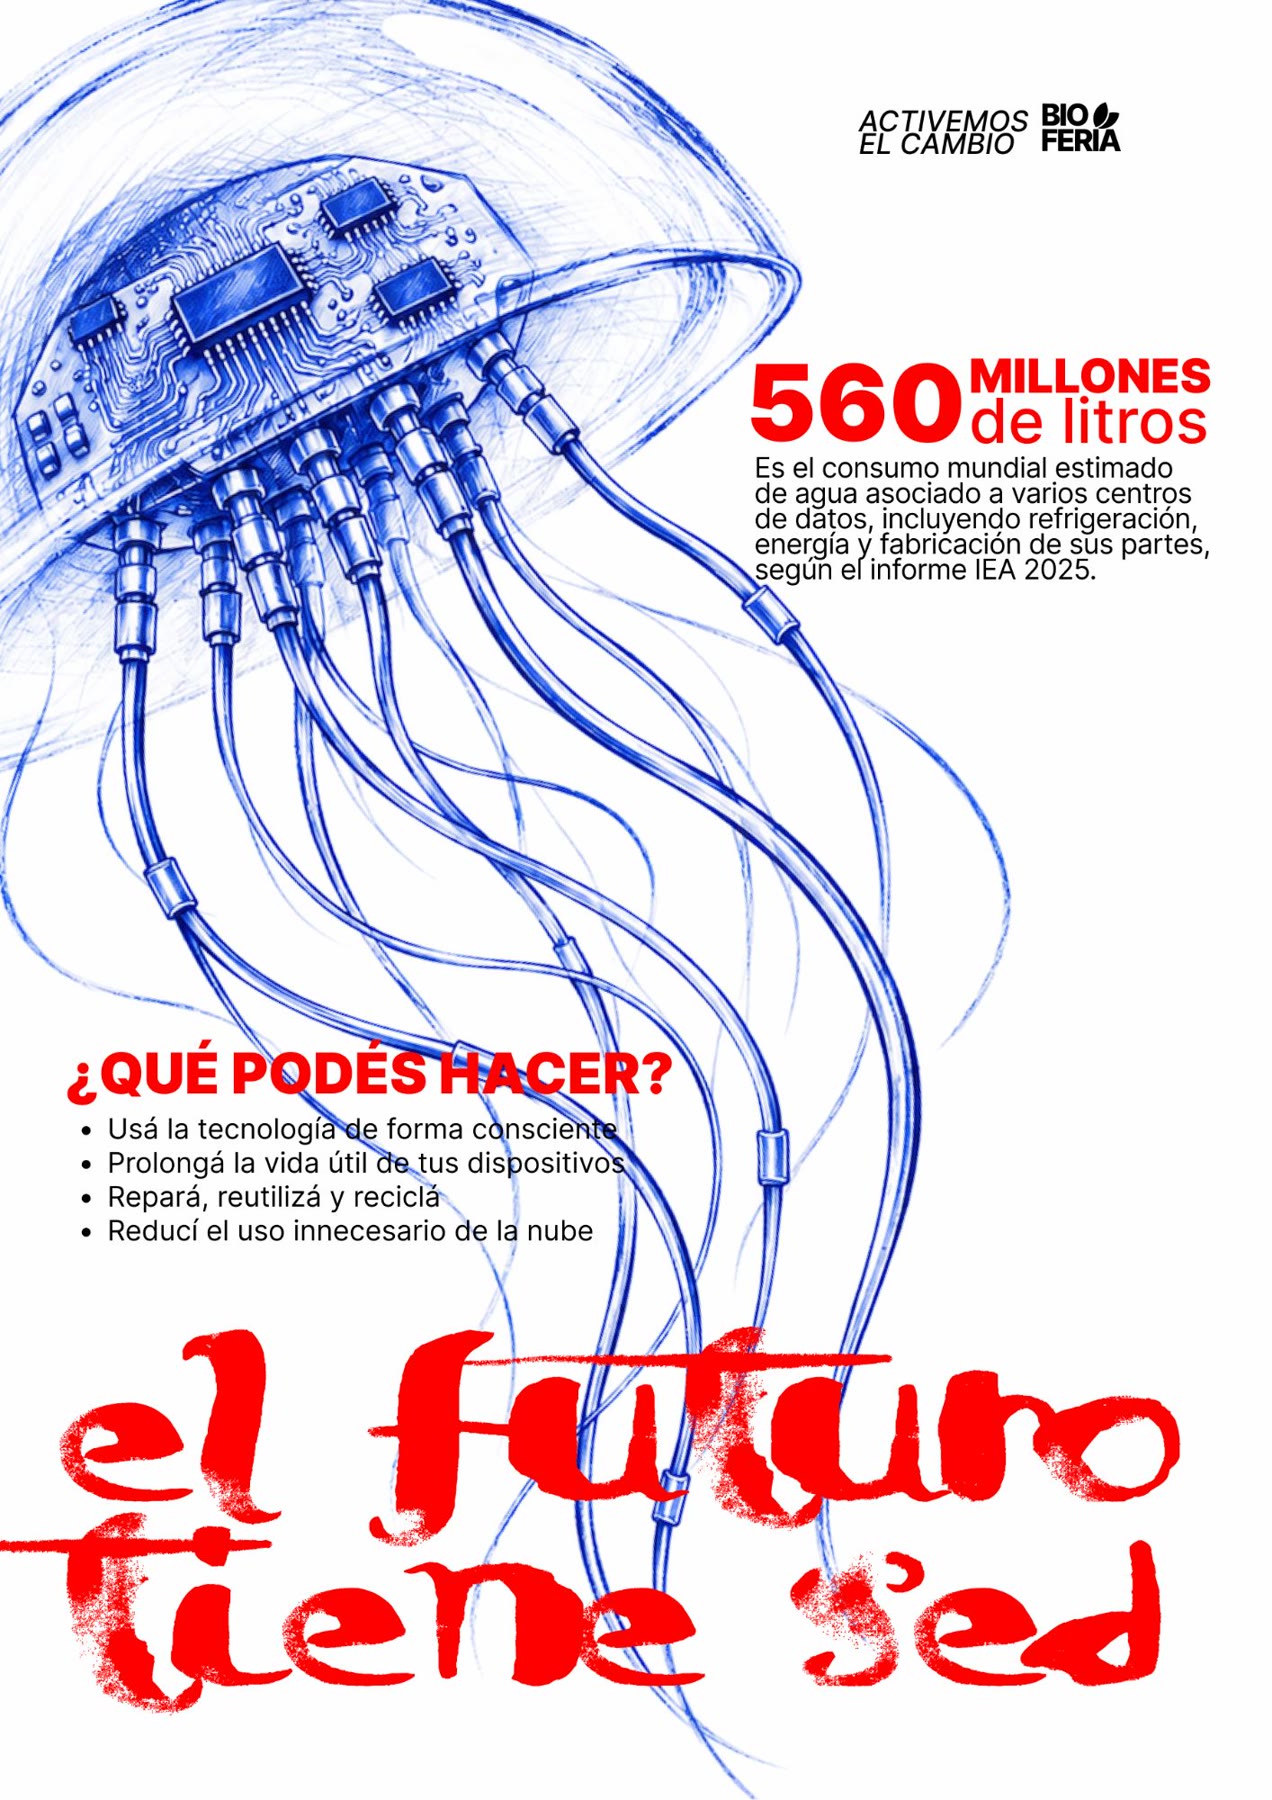 ACTIVEMOS
EL CAMBIO
BIO
FERIA
560 MILLONES
de litros
Es el consumo mundial estimado
de agua asociado a varios centros
de datos, incluyendo refrigeración,
energía y fabricación de sus partes,
según el informe IEA 2025.
¿QUÉ PODÉS HACER?
• Usá la tecnología de forma consciente
• Prolongá la vida útil de tus dispositivos
• Repará, reutilizá y reciclá
• Reducí el uso innecesario de la nube
el futuro
tiene sed